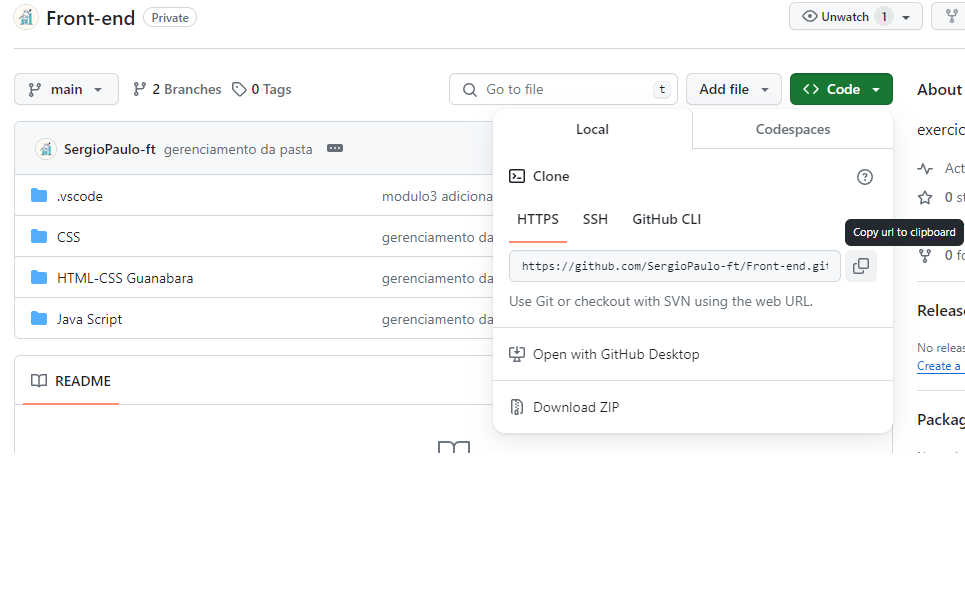 Front-end Private Unwatch 1
main 2 Branches 0 Tags Go to file t Add file <> Code About
Local Codespaces
SergioPaulo-ft gerenciamento da pasta exercic
Clone Act
.vscode modulo3 adiciona 0 st
HTTPS SSH GitHub CLI
Copy url to clipboard
CSS gerenciamento da 0 fo
https://github.com/SergioPaulo-ft/Front-end.git
HTML-CSS Guanabara gerenciamento da
Use Git or checkout with SVN using the web URL.
Releas
Java Script gerenciamento da
No releas
Open with GitHub Desktop
Create a
README
Download ZIP
Packag